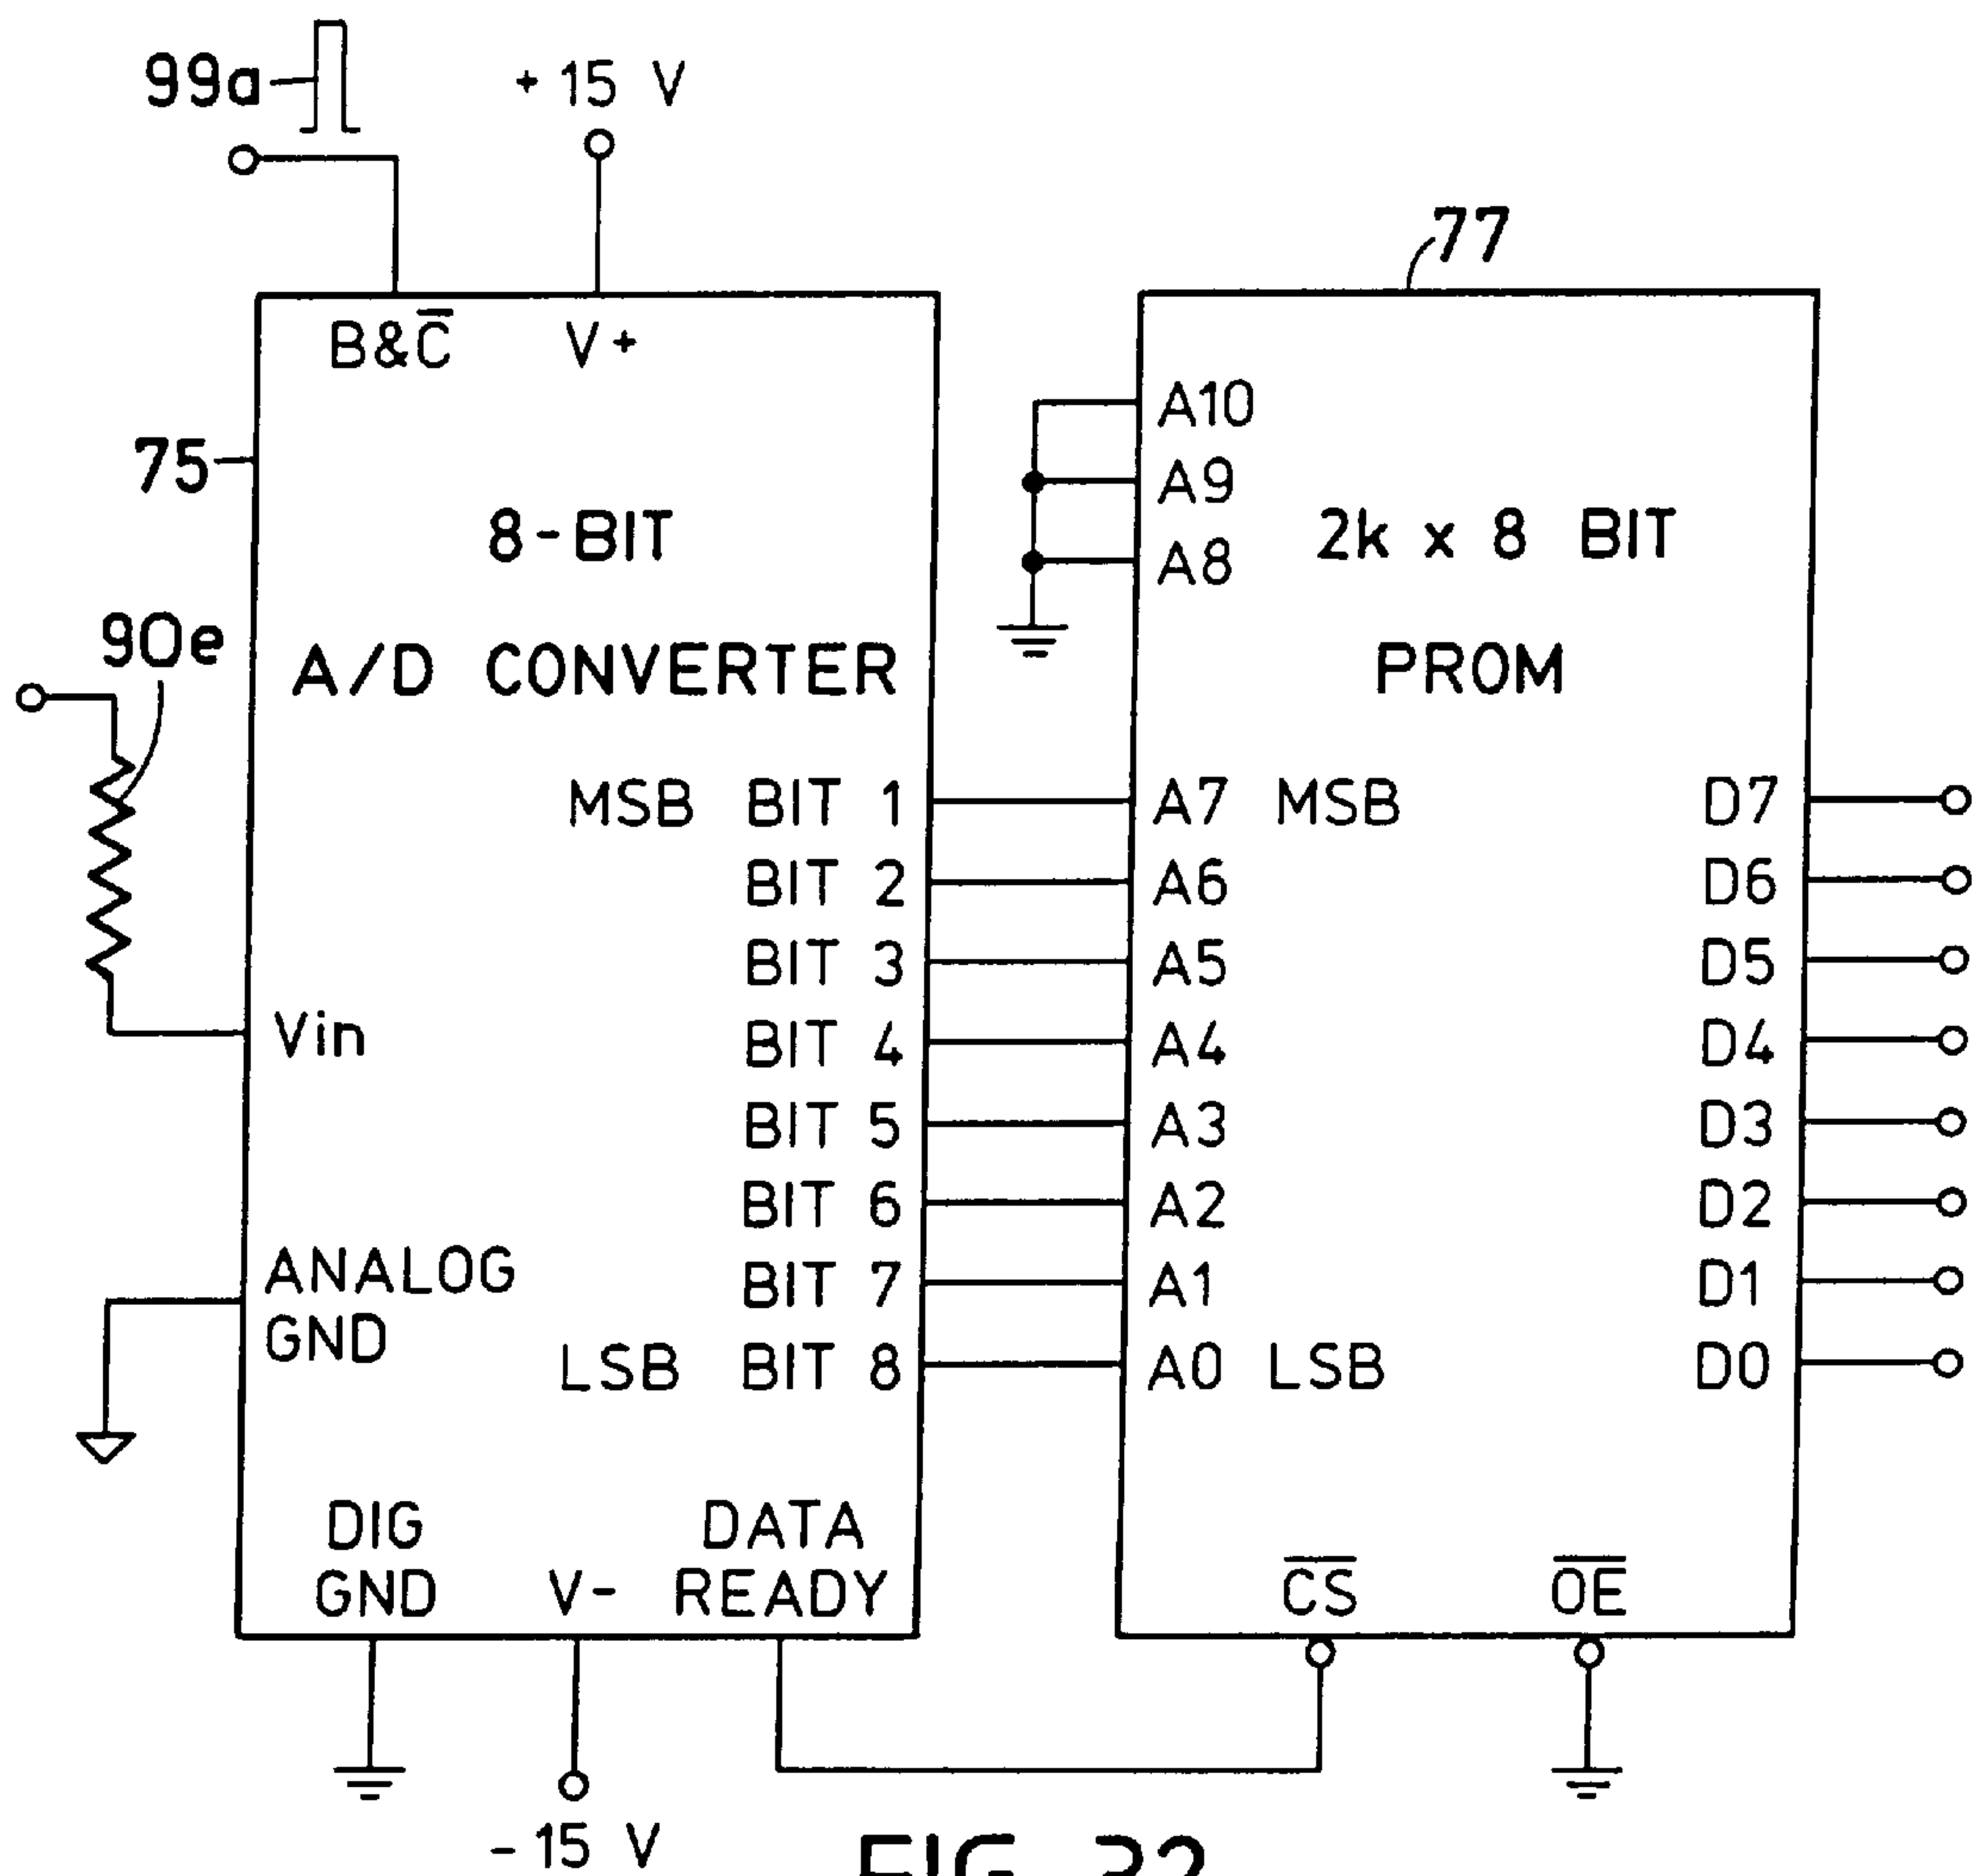 99a
+15 V
77
B&C̅ V+
A10
75
A9
8-BIT
2k x 8 BIT
A8
90e
A/D CONVERTER
PROM
MSB BIT 1
A7 MSB
D7
BIT 2
A6
D6
BIT 3
A5
D5
Vin
BIT 4
A4
D4
BIT 5
A3
D3
BIT 6
A2
D2
ANALOG
GND
BIT 7
A1
D1
LSB BIT 8
A0 LSB
D0
DIG
GND
V-
DATA
READY
C̅S̅
O̅E̅
-15 V